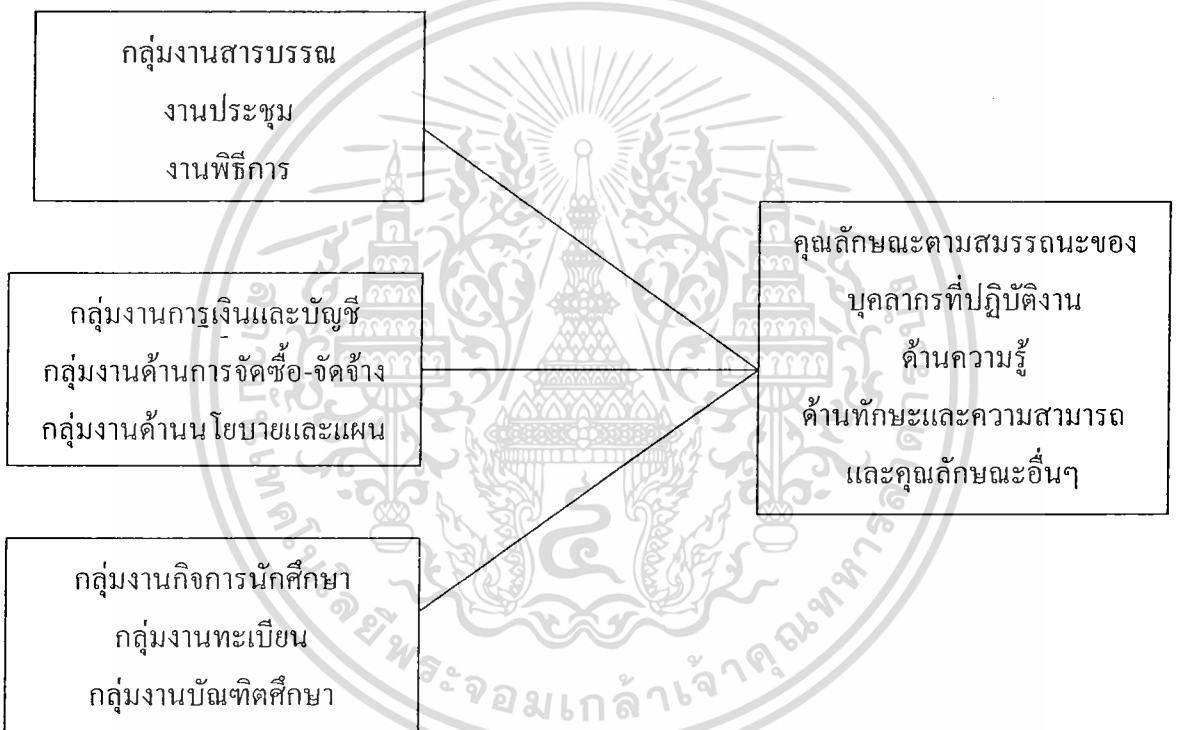 กลุ่มงานสารบรรณ
งานประชุม
งานพิธีการ
กลุ่มงานการเงินและบัญชี
กลุ่มงานด้านการจัดซื้อ-จัดจ้าง
กลุ่มงานด้านนโยบายและแผน
กลุ่มงานกิจการนักศึกษา
กลุ่มงานทะเบียน
กลุ่มงานบัณฑิตศึกษา
คุณลักษณะตามสมรรถนะของ
บุคลากรที่ปฏิบัติงาน
ด้านความรู้
ด้านทักษะและความสามารถ
และคุณลักษณะอื่นๆ